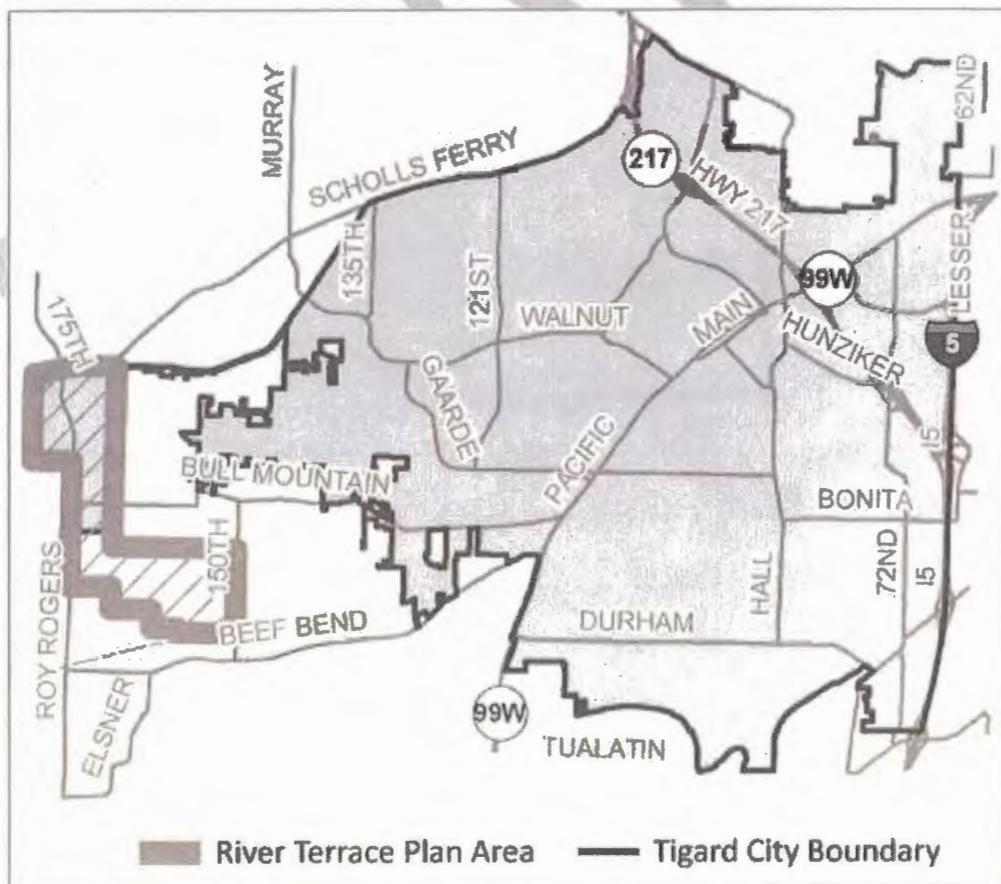 MURRAY
SCHOLLS FERRY
217
HWY 217
62ND
LESSER
135TH
121ST
175TH
99W
WALNUT
MAIN
HUNZIKER
5
GAARDE
I5
BULL MOUNTAIN
PACIFIC
BONITA
ROY ROGERS
150TH
HALL
72ND
I5
BEEF BEND
DURHAM
ELSNER
99W
TUALATIN
River Terrace Plan Area
Tigard City Boundary